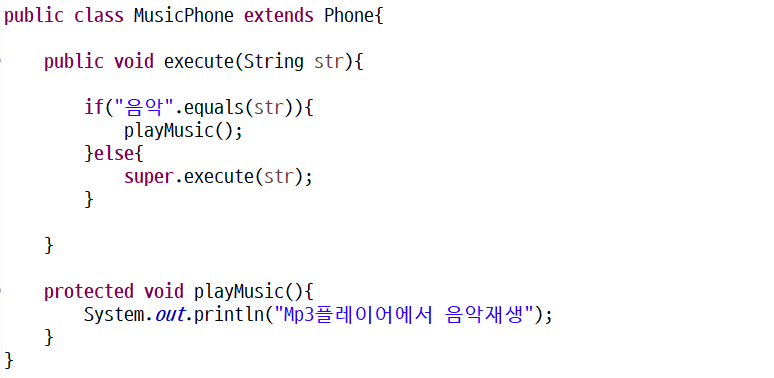 public class MusicPhone extends Phone{
public void execute(String str){
if("음악".equals(str)){
playMusic();
}else{
super.execute(str);
}
}
protected void playMusic(){
System.out.println("Mp3플레이어에서 음악재생");
}
}